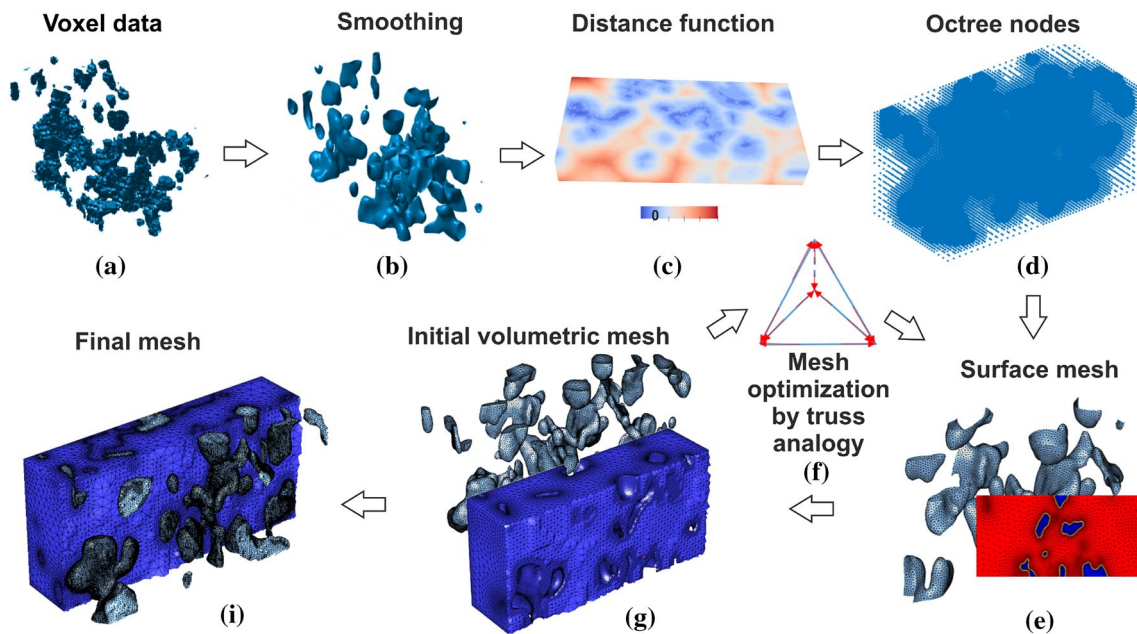 Voxel data
Smoothing
Distance function
Octree nodes
0
(a)
(b)
(c)
(d)
Final mesh
Initial volumetric mesh
Mesh
optimization
by truss
analogy
(f)
Surface mesh
(i)
(g)
(e)